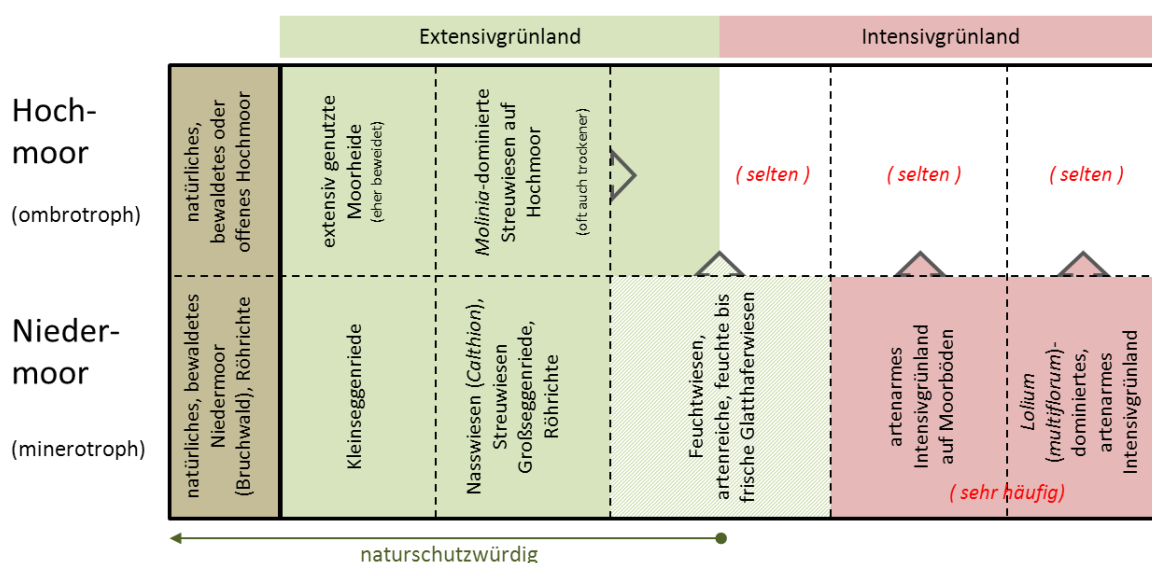 Extensivgrünland
Intensivgrünland
Hoch-
moor
(ombrotroph)
natürliches,
bewaldetes oder
offenes Hochmoor
extensiv genutzte
Moorheide
(eher beweidet)
Molinia-dominierte
Streuwiesen auf
Hochmoor
(oft auch trockener)
( selten )
( selten )
( selten )
Nieder-
moor
(minerotroph)
natürliches, bewaldetes
Niedermoor
(Bruchwald), Röhrichte
Kleinseggenriede
Nasswiesen (Calthion),
Streuwiesen
Großseggenriede,
Röhrichte
Feuchtwiesen,
artenreiche, feuchte bis
frische Glatthaferwiesen
artenarmes
Intensivgrünland
auf Moorböden
Lolium
(multiflorum)-
dominiertes,
artenarmes
Intensivgrünland
( sehr häufig)
naturschutzwürdig